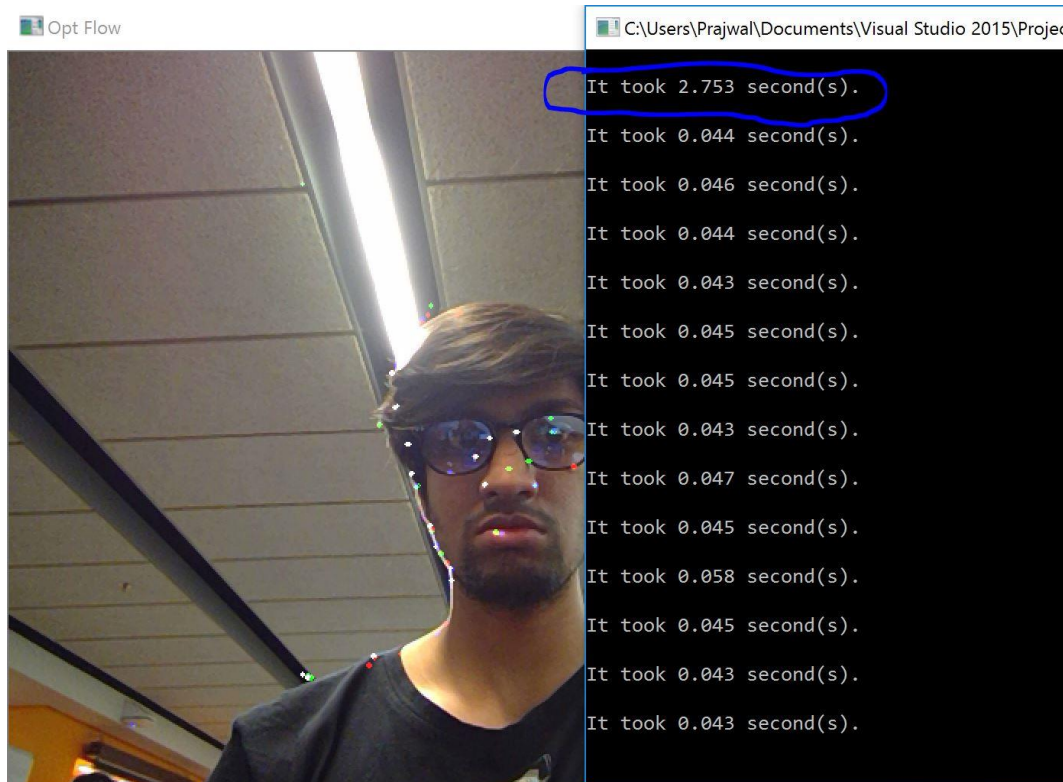 Opt Flow
C:\Users\Prajwal\Documents\Visual Studio 2015\Projec
It took 2.753 second(s).
It took 0.044 second(s).
It took 0.046 second(s).
It took 0.044 second(s).
It took 0.043 second(s).
It took 0.045 second(s).
It took 0.045 second(s).
It took 0.043 second(s).
It took 0.047 second(s).
It took 0.045 second(s).
It took 0.058 second(s).
It took 0.045 second(s).
It took 0.043 second(s).
It took 0.043 second(s).